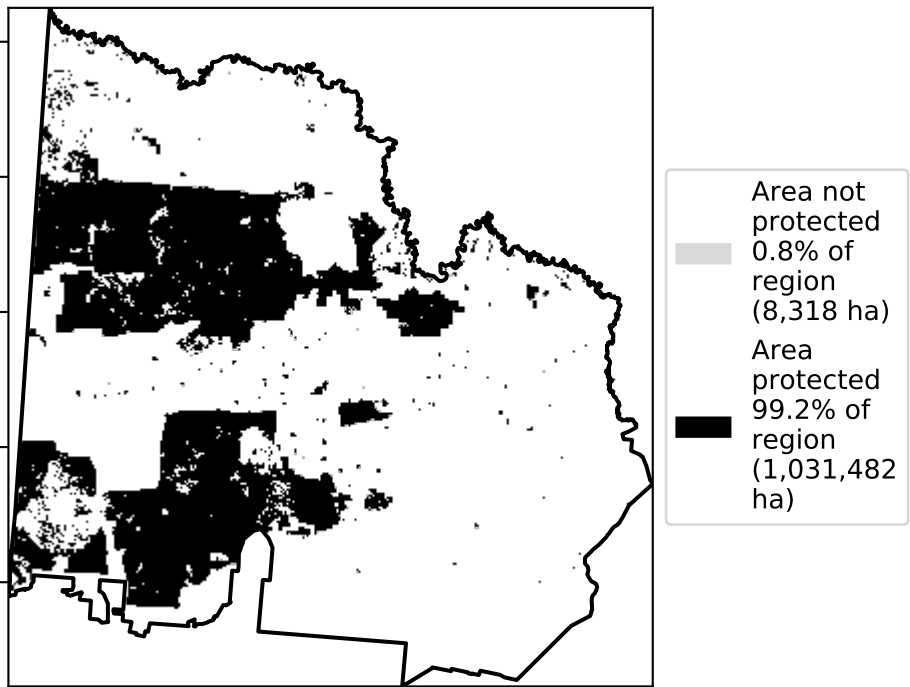 Area not
protected
0.8% of
region
(8,318 ha)
Area
protected
99.2% of
region
(1,031,482
ha)